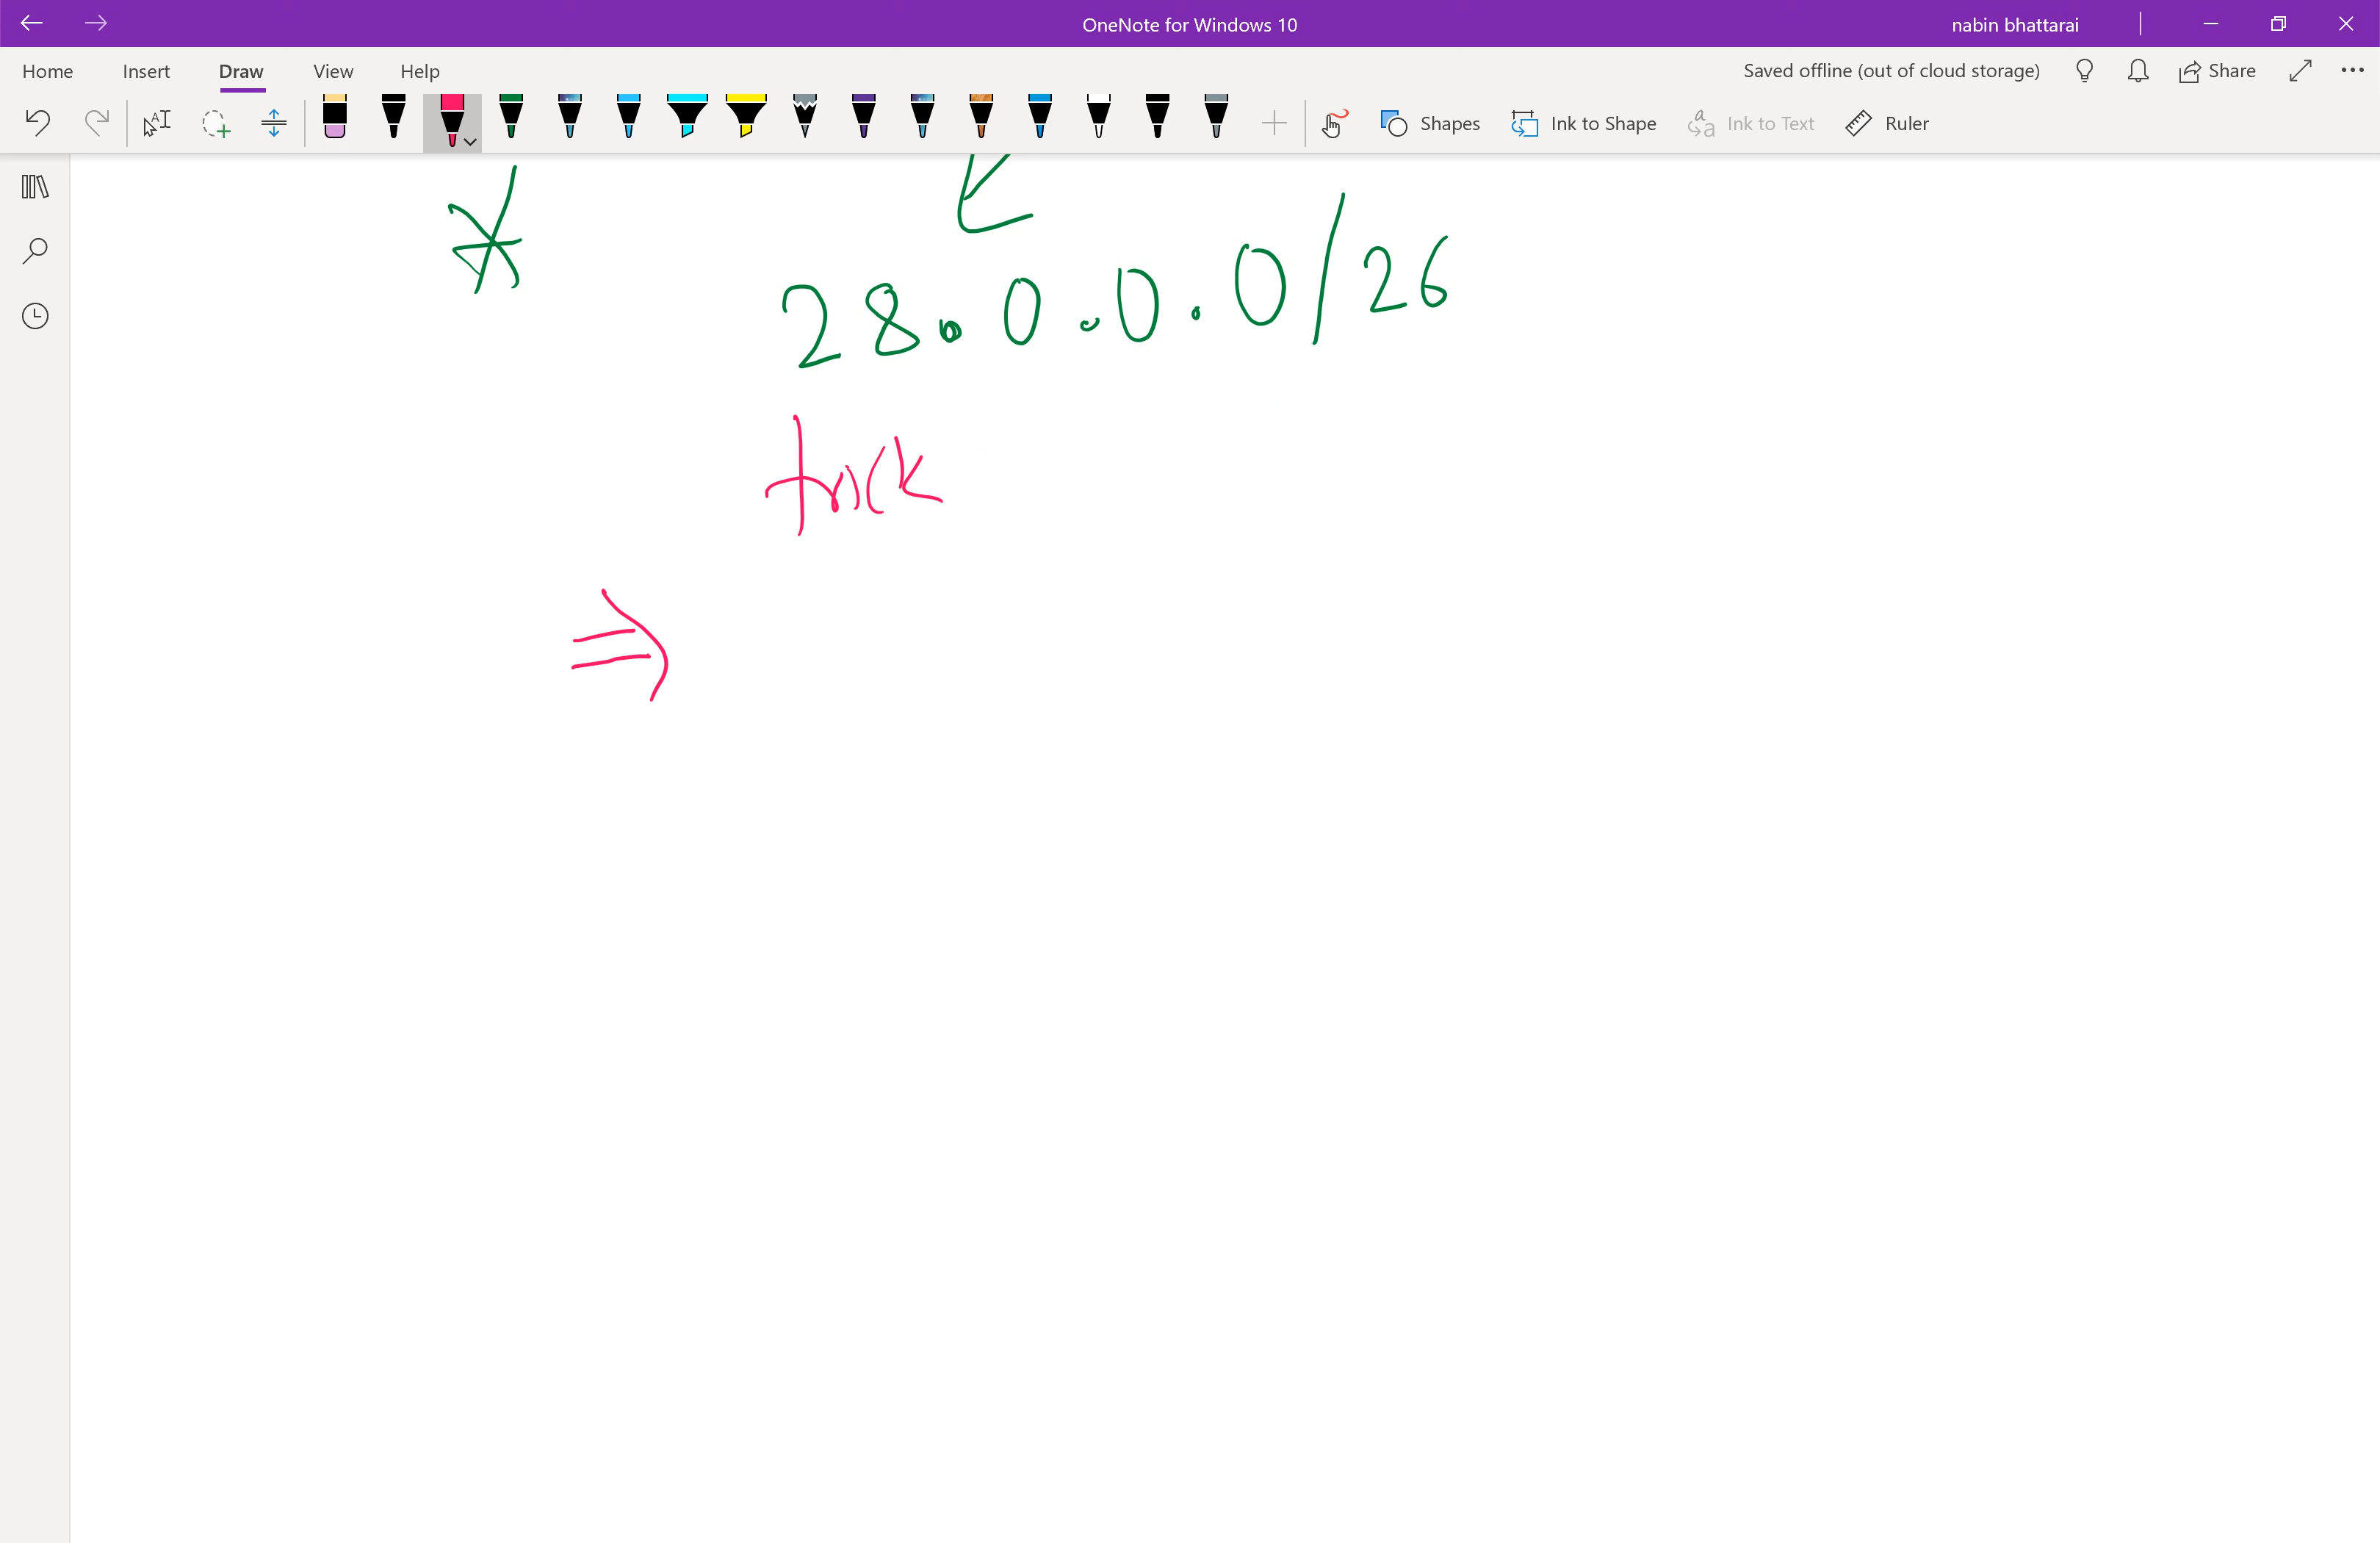 OneNote for Windows 10 nabin bhattarai
Home Insert Draw View Help Saved offline (out of cloud storage) Share
Shapes Ink to Shape Ink to Text Ruler
28.0.0.0/26
trick
⇒